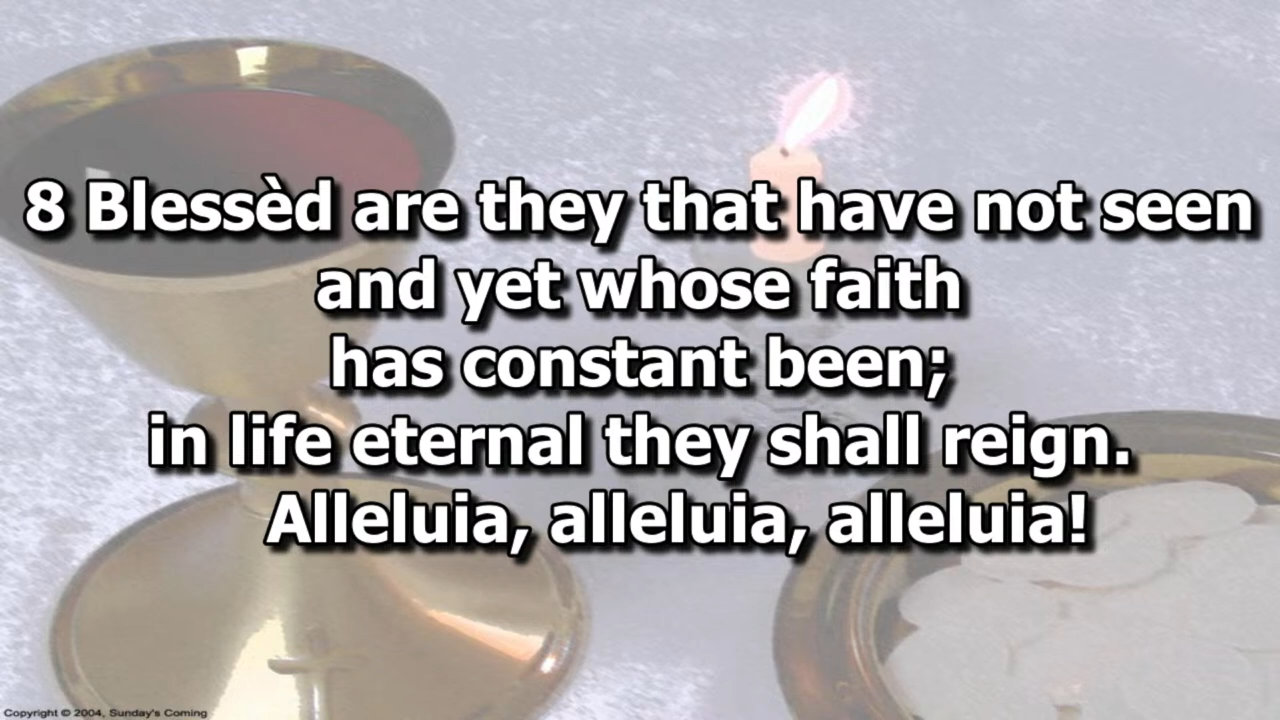 8 Blessèd are they that have not seen
and yet whose faith
has constant been;
in life eternal they shall reign.
Alleluia, alleluia, alleluia!
Copyright © 2004, Sunday's Coming